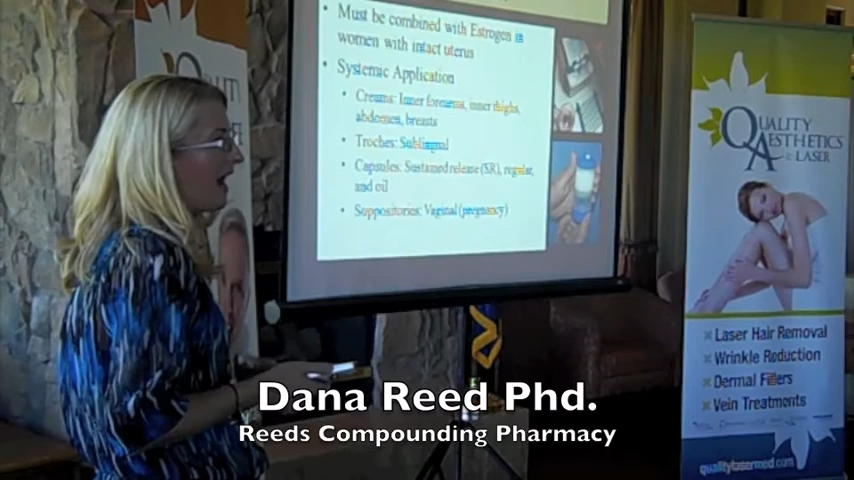 Must be combined with Estrogen in
women with intact uterus
Systemic Application
Creams: Inner forearms, inner thighs,
abdomen, breasts
Troches: Sublingual
Capsules: Sustained release (SR), regular,
and oil
Suppositories: Vaginal (pregnancy)
QUALITY
AESTHETICS
& LASER
Laser Hair Removal
Wrinkle Reduction
Dermal Fillers
Vein Treatments
qualitylasermed.com
Dana Reed Phd.
Reeds Compounding Pharmacy